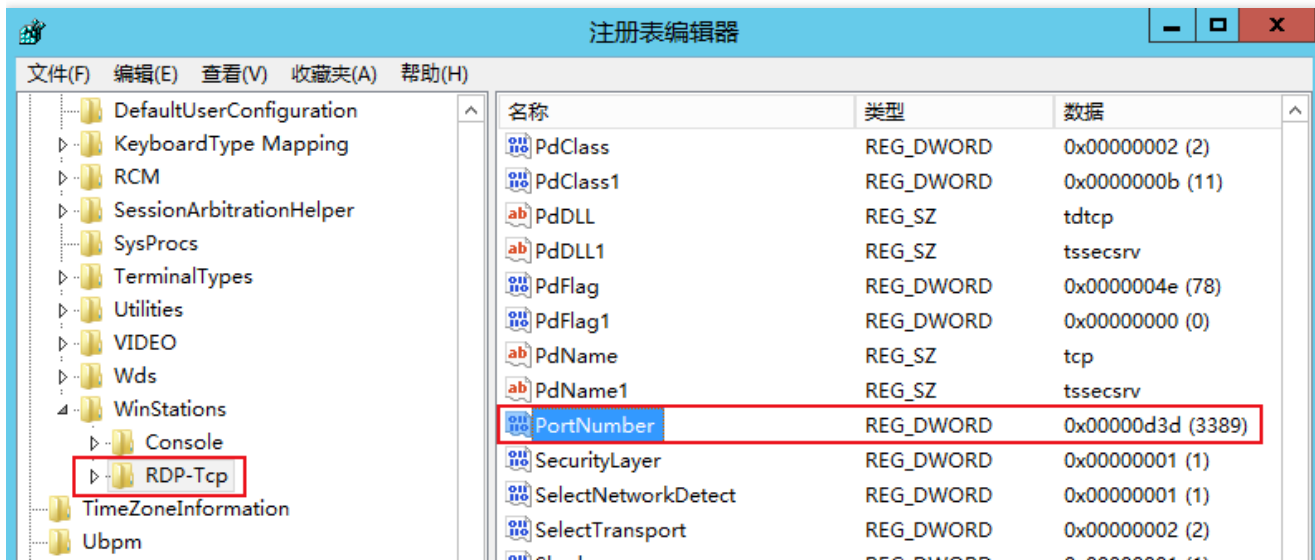 注册表编辑器
文件(F) 编辑(E) 查看(V) 收藏夹(A) 帮助(H)
DefaultUserConfiguration
KeyboardType Mapping
RCM
SessionArbitrationHelper
SysProcs
TerminalTypes
Utilities
VIDEO
Wds
WinStations
Console
RDP-Tcp
TimeZoneInformation
Ubpm
名称 类型 数据
PdClass REG_DWORD 0x00000002 (2)
PdClass1 REG_DWORD 0x0000000b (11)
PdDLL REG_SZ tdtcp
PdDLL1 REG_SZ tssecsrv
PdFlag REG_DWORD 0x0000004e (78)
PdFlag1 REG_DWORD 0x00000000 (0)
PdName REG_SZ tcp
PdName1 REG_SZ tssecsrv
PortNumber REG_DWORD 0x00000d3d (3389)
SecurityLayer REG_DWORD 0x00000001 (1)
SelectNetworkDetect REG_DWORD 0x00000001 (1)
SelectTransport REG_DWORD 0x00000002 (2)